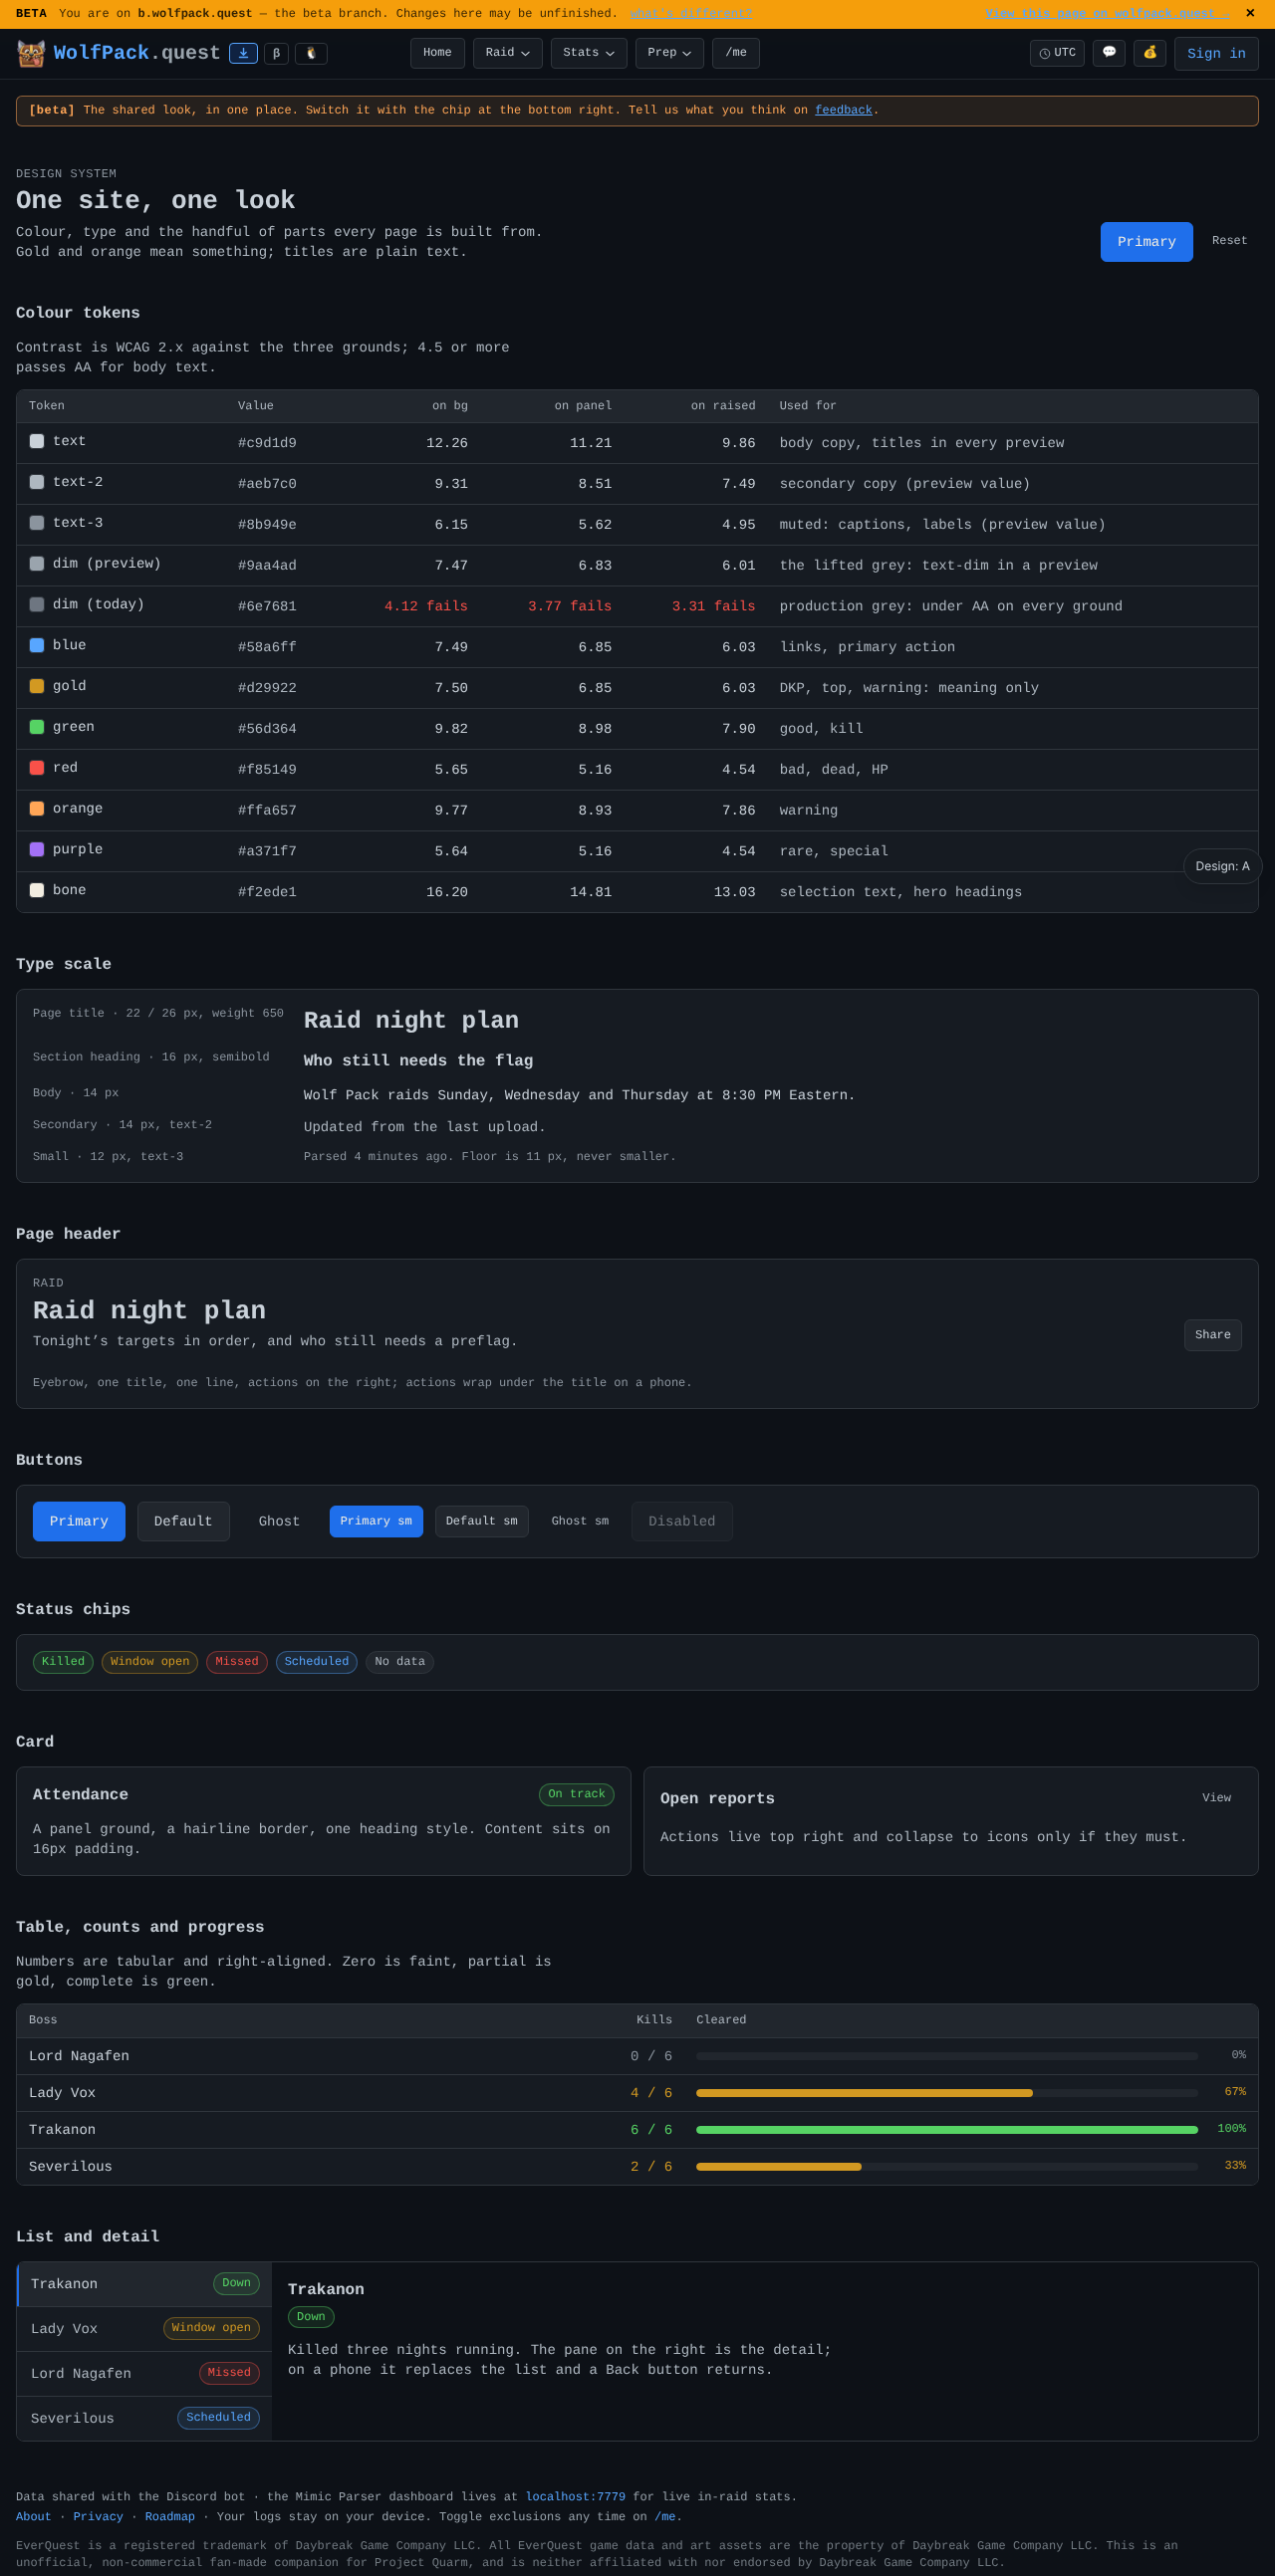 BETA You are on b.wolfpack.quest — the beta branch. Changes here may be unfinished. What's different? View this page on wolfpack.quest → ✕
WolfPack.quest β Home Raid Stats Prep /me UTC Sign in
[beta] The shared look, in one place. Switch it with the chip at the bottom right. Tell us what you think on feedback.
DESIGN SYSTEM
One site, one look
Colour, type and the handful of parts every page is built from.
Gold and orange mean something; titles are plain text.
Primary Reset
Colour tokens
Contrast is WCAG 2.x against the three grounds; 4.5 or more
passes AA for body text.
Token Value on bg on panel on raised Used for
text #c9d1d9 12.26 11.21 9.86 body copy, titles in every preview
text-2 #aeb7c0 9.31 8.51 7.49 secondary copy (preview value)
text-3 #8b949e 6.15 5.62 4.95 muted: captions, labels (preview value)
dim (preview) #9aa4ad 7.47 6.83 6.01 the lifted grey: text-dim in a preview
dim (today) #6e7681 4.12 fails 3.77 fails 3.31 fails production grey: under AA on every ground
blue #58a6ff 7.49 6.85 6.03 links, primary action
gold #d29922 7.50 6.85 6.03 DKP, top, warning: meaning only
green #56d364 9.82 8.98 7.90 good, kill
red #f85149 5.65 5.16 4.54 bad, dead, HP
orange #ffa657 9.77 8.93 7.86 warning
purple #a371f7 5.64 5.16 4.54 rare, special
Design: A
bone #f2ede1 16.20 14.81 13.03 selection text, hero headings
Type scale
Page title · 22 / 26 px, weight 650 Raid night plan
Section heading · 16 px, semibold Who still needs the flag
Body · 14 px Wolf Pack raids Sunday, Wednesday and Thursday at 8:30 PM Eastern.
Secondary · 14 px, text-2 Updated from the last upload.
Small · 12 px, text-3 Parsed 4 minutes ago. Floor is 11 px, never smaller.
Page header
RAID
Raid night plan
Tonight’s targets in order, and who still needs a preflag.
Share
Eyebrow, one title, one line, actions on the right; actions wrap under the title on a phone.
Buttons
Primary Default Ghost Primary sm Default sm Ghost sm Disabled
Status chips
Killed Window open Missed Scheduled No data
Card
Attendance On track
A panel ground, a hairline border, one heading style. Content sits on
16px padding.
Open reports View
Actions live top right and collapse to icons only if they must.
Table, counts and progress
Numbers are tabular and right-aligned. Zero is faint, partial is
gold, complete is green.
Boss Kills Cleared
Lord Nagafen 0 / 6 0%
Lady Vox 4 / 6 67%
Trakanon 6 / 6 100%
Severilous 2 / 6 33%
List and detail
Trakanon Down
Lady Vox Window open
Lord Nagafen Missed
Severilous Scheduled
Trakanon
Down
Killed three nights running. The pane on the right is the detail;
on a phone it replaces the list and a Back button returns.
Data shared with the Discord bot · the Mimic Parser dashboard lives at localhost:7779 for live in-raid stats.
About · Privacy · Roadmap · Your logs stay on your device. Toggle exclusions any time on /me.
EverQuest is a registered trademark of Daybreak Game Company LLC. All EverQuest game data and art assets are the property of Daybreak Game Company LLC. This is an
unofficial, non-commercial fan-made companion for Project Quarm, and is neither affiliated with nor endorsed by Daybreak Game Company LLC.